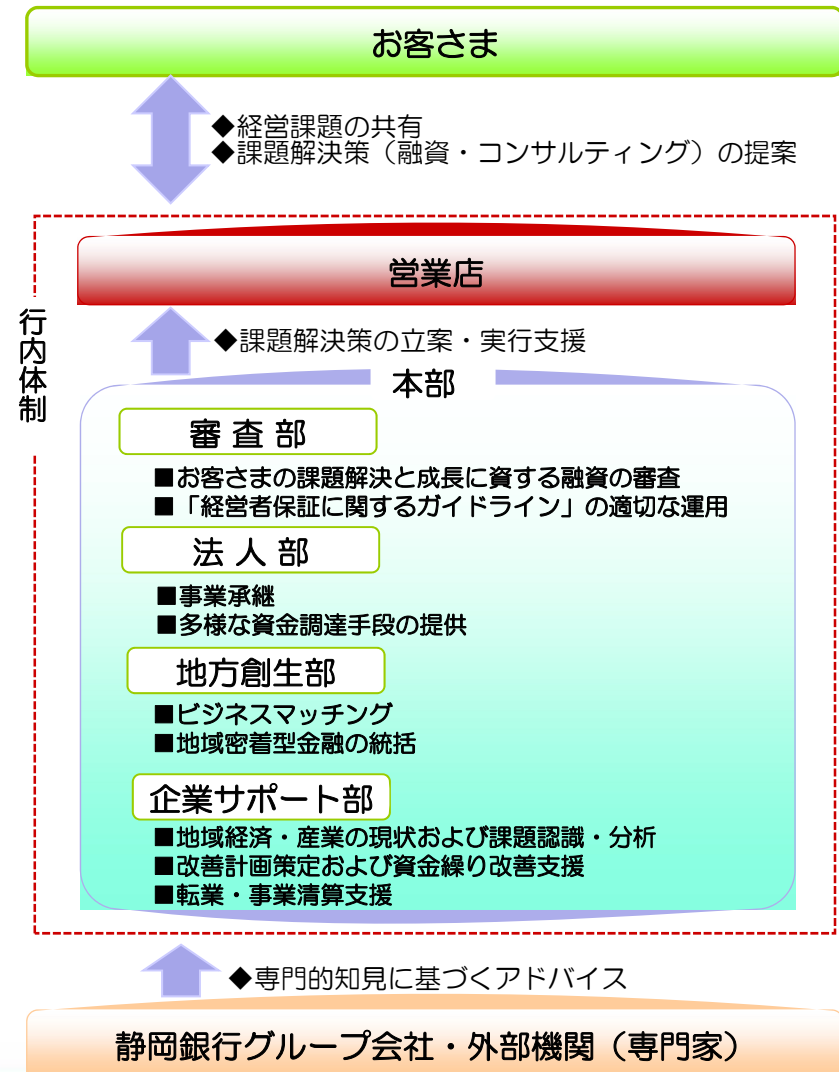 お客さま
◆経営課題の共有
◆課題解決策（融資・コンサルティング）の提案
行内体制
営業店
◆課題解決策の立案・実行支援
本部
審査部
■お客さまの課題解決と成長に資する融資の審査
■「経営者保証に関するガイドライン」の適切な運用
法人部
■事業承継
■多様な資金調達手段の提供
地方創生部
■ビジネスマッチング
■地域密着型金融の統括
企業サポート部
■地域経済・産業の現状および課題認識・分析
■改善計画策定および資金繰り改善支援
■転業・事業清算支援
◆専門的知見に基づくアドバイス
静岡銀行グループ会社・外部機関（専門家）